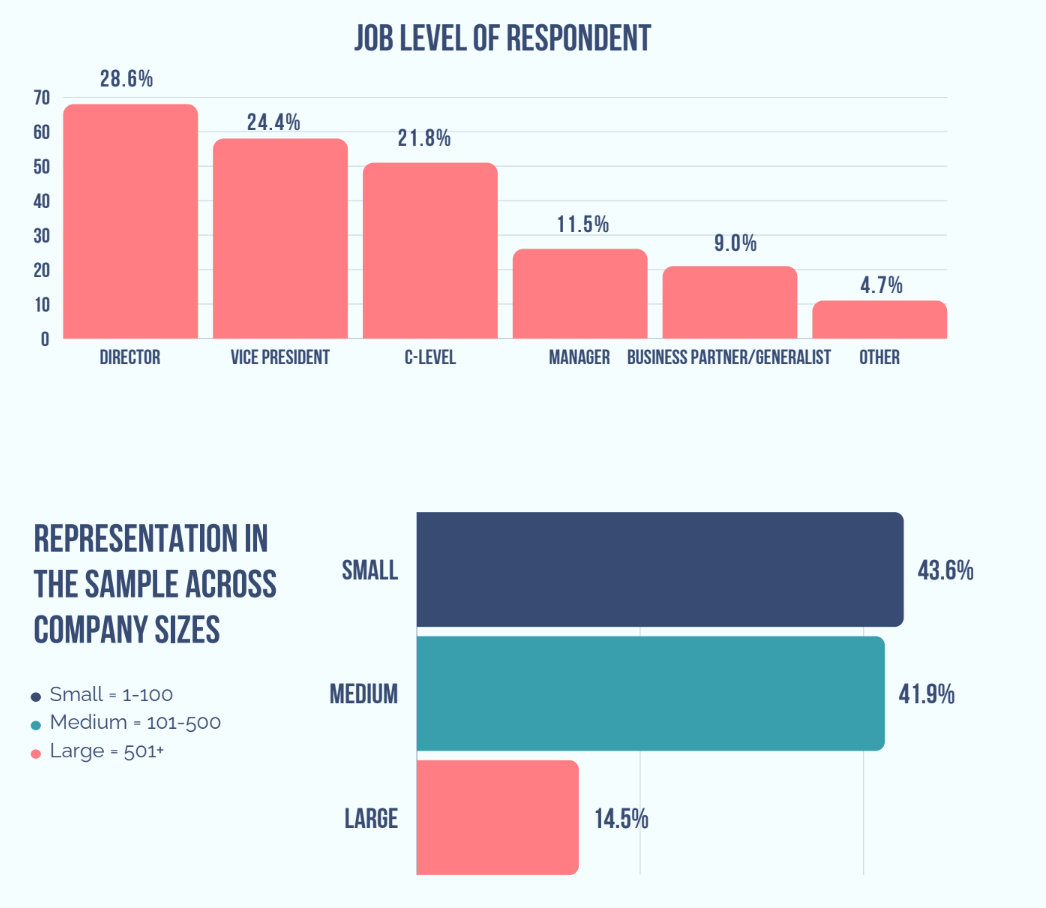 JOB LEVEL OF RESPONDENT
28.6%
24.4%
21.8%
11.5%
9.0%
4.7%
70
60
50
40
30
20
10
0
DIRECTOR
VICE PRESIDENT
C-LEVEL
MANAGER
BUSINESS PARTNER/GENERALIST
OTHER
REPRESENTATION IN
THE SAMPLE ACROSS
COMPANY SIZES
Small = 1-100
Medium = 101-500
Large = 501+
SMALL
43.6%
MEDIUM
41.9%
LARGE
14.5%